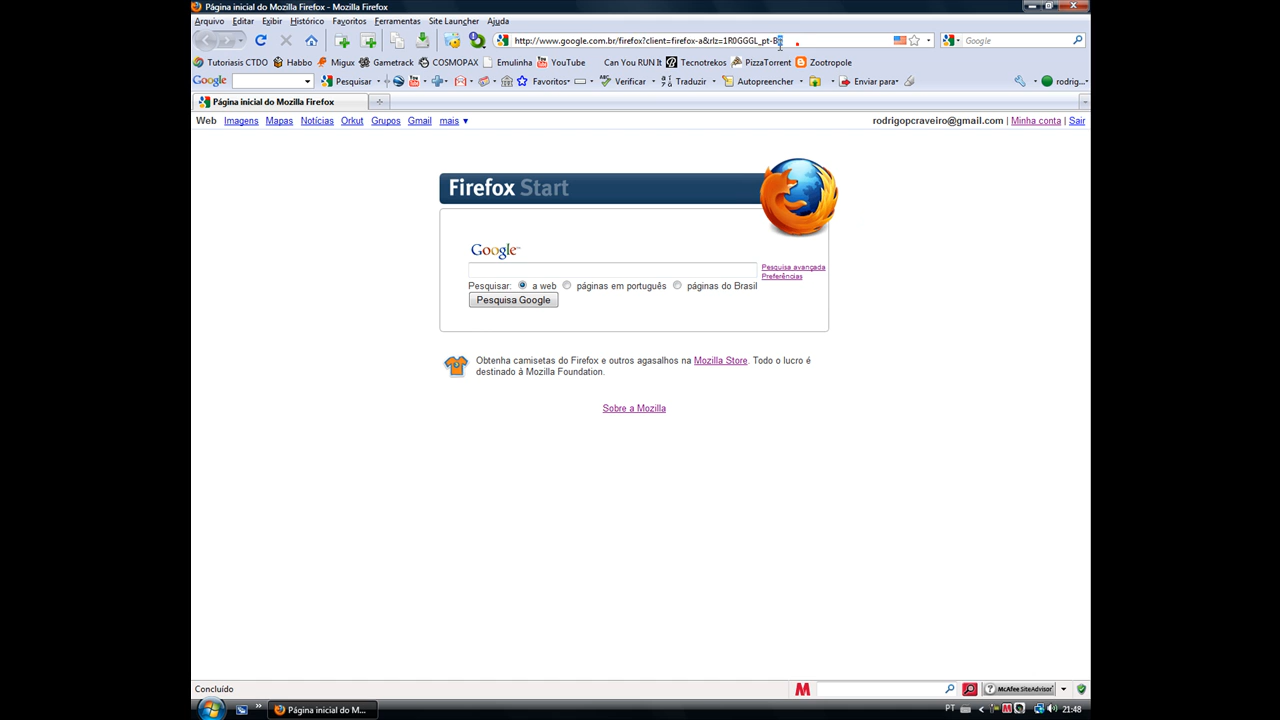 Página inicial do Mozilla Firefox - Mozilla Firefox
Arquivo Editar Exibir Histórico Favoritos Ferramentas Site Launcher Ajuda
http://www.google.com.br/firefox?client=firefox-a&rlz=1R0GGGL_pt-BR Google
Tutoriasis CTDO Habbo Migux Gametrack COSMOPAX Emulinha YouTube Can You RUN It Tecnotrekos PizzaTorrent Zootropole
Google Pesquisar Favoritos Verificar Traduzir Autopreencher Enviar para rodrig...
Página inicial do Mozilla Firefox
Web Imagens Mapas Notícias Orkut Grupos Gmail mais ▼ rodrigopcraveiro@gmail.com | Minha conta | Sair
Firefox Start
Google™
Pesquisa avançada
Preferências
Pesquisar: a web páginas em português páginas do Brasil
Pesquisa Google
Obtenha camisetas do Firefox e outros agasalhos na Mozilla Store. Todo o lucro é
destinado à Mozilla Foundation.
Sobre a Mozilla
Concluído McAfee SiteAdvisor
Página inicial do M... PT 21:48